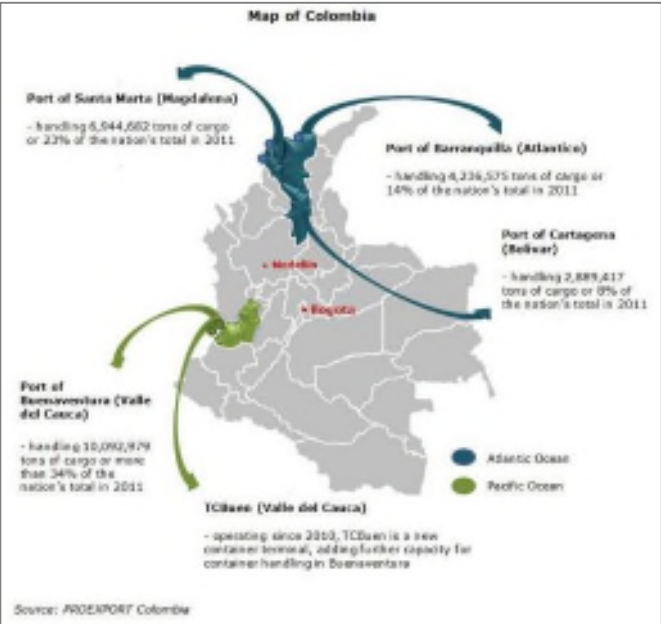 Map of Colombia
Port of Santa Marta (Magdalena)
- handling 6,944,662 tons of cargo
or 23% of the nation's total in 2011
Port of Barranquilla (Atlantico)
- handling 4,236,575 tons of cargo or
14% of the nation's total in 2011
Port of Cartagena
(Bolivar)
- handling 2,889,417
tons of cargo or 8% of
the nation's total in 2011
Medellin
Bogota
Port of
Buenaventura (Valle
del Cauca)
- handling 10,092,979
tons of cargo or more
than 34% of the
nation's total in 2011
Atlantic Ocean
Pacific Ocean
TCBuen (Valle del Cauca)
- operating since 2010, TCBuen is a new
container terminal, adding further capacity for
container handling in Buenaventura
Source: PROEXPORT Colombia